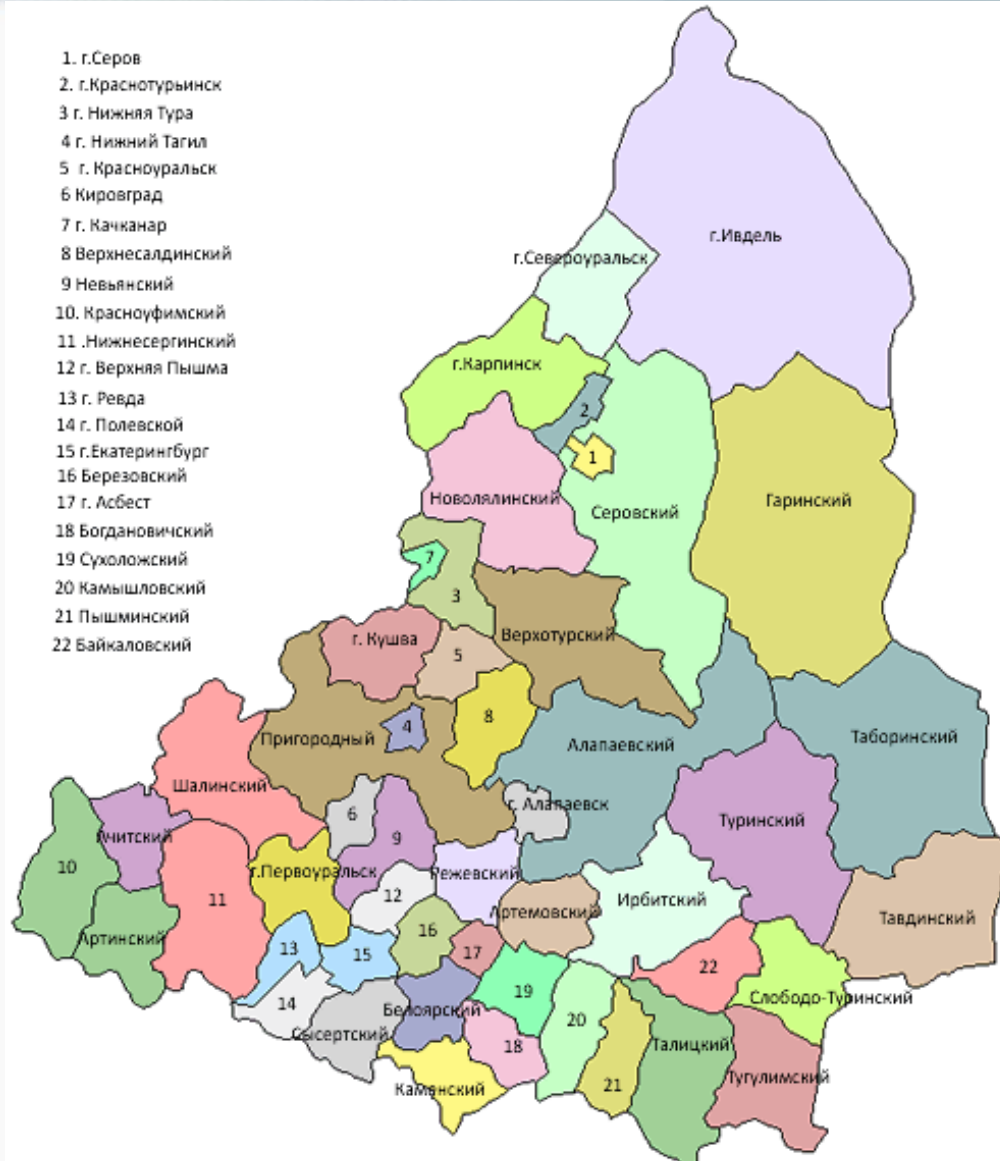 1. г.Серов
2. г.Краснотурьинск
3 г. Нижняя Тура
4 г. Нижний Тагил
5 г. Красноуральск
6 Кировград
7 г. Качканар
8 Верхнесалдинский
9 Невьянский
10. Красноуфимский
11 .Нижнесергинский
12 г. Верхняя Пышма
13 г. Ревда
14 г. Полевской
15 г.Екатерингбург
16 Березовский
17 г. Асбест
18 Богдановичский
19 Сухоложский
20 Камышловский
21 Пышминский
22 Байкаловский
г.Ивдель
г.Североуральск
г.Карпинск
2
1
Новолялинский
Серовский
Гаринский
7
3
Верхотурский
г. Кушва
5
8
4
Пригородный
Алапаевский
Таборинский
Шалинский
г. Алапаевск
6
Туринский
Ачитский
9
10
г.Первоуральск
Режевский
11
12
Артемовский
Ирбитский
Тавдинский
Артинский
16
13
15
17
22
19
14
Слободо-Туринский
Белоярский
20
Сысертский
18
Талицкий
Тугулимский
21
Каменский